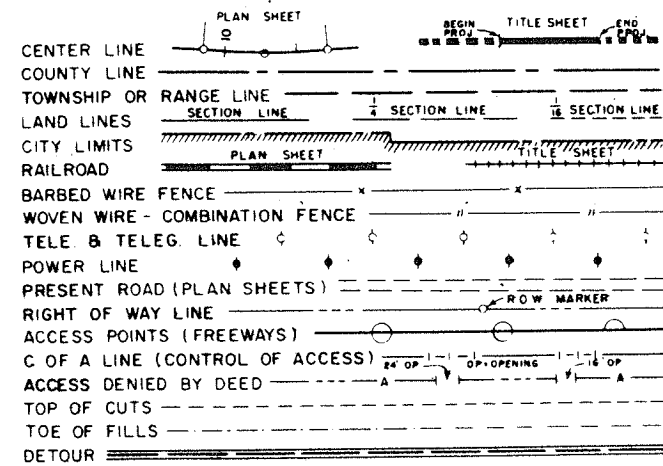 PLAN SHEET
BEGIN PROJ. TITLE SHEET END PROJ.
CENTER LINE 10
COUNTY LINE
TOWNSHIP OR RANGE LINE
LAND LINES SECTION LINE 1/4 SECTION LINE 1/16 SECTION LINE
CITY LIMITS
RAILROAD PLAN SHEET TITLE SHEET
BARBED WIRE FENCE
WOVEN WIRE - COMBINATION FENCE
TELE. & TELEG. LINE
POWER LINE
PRESENT ROAD (PLAN SHEETS)
RIGHT OF WAY LINE R O W MARKER
ACCESS POINTS (FREEWAYS)
C OF A LINE (CONTROL OF ACCESS) 24' OP OP=OPENING 16' OP
ACCESS DENIED BY DEED A A
TOP OF CUTS
TOE OF FILLS
DETOUR